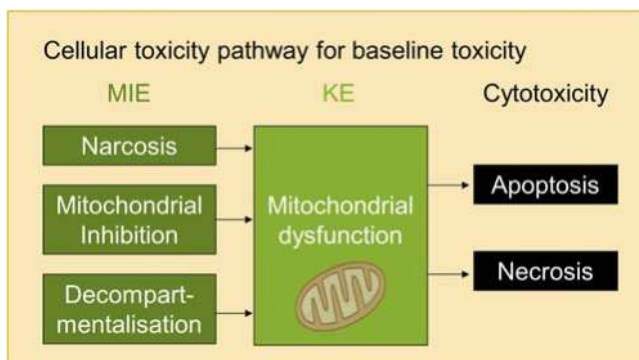 Cellular toxicity pathway for baseline toxicity
MIE
KE
Cytotoxicity
Narcosis
Mitochondrial
Inhibition
Decompart-
mentalisation
Mitochondrial
dysfunction
Apoptosis
Necrosis